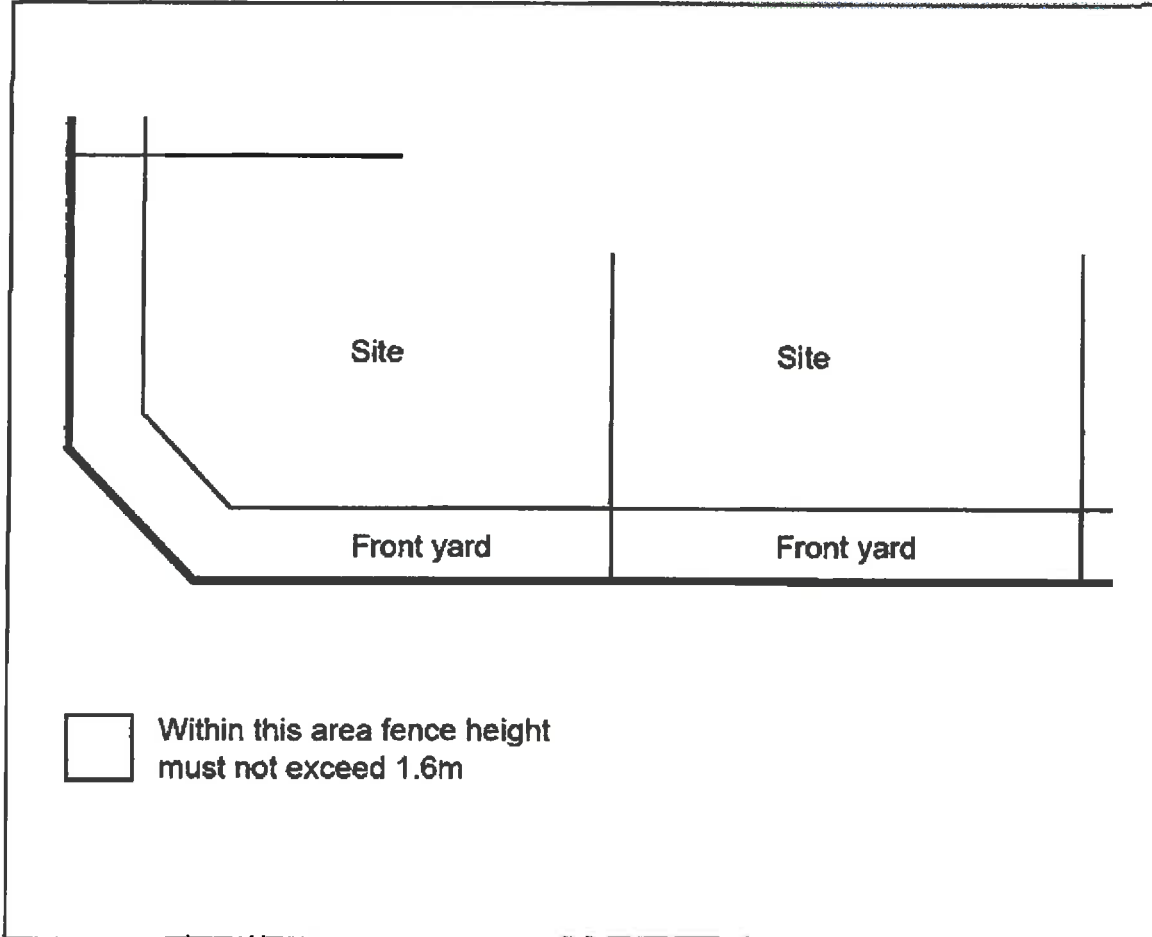 Site
Site
Front yard
Front yard
Within this area fence height
must not exceed 1.6m